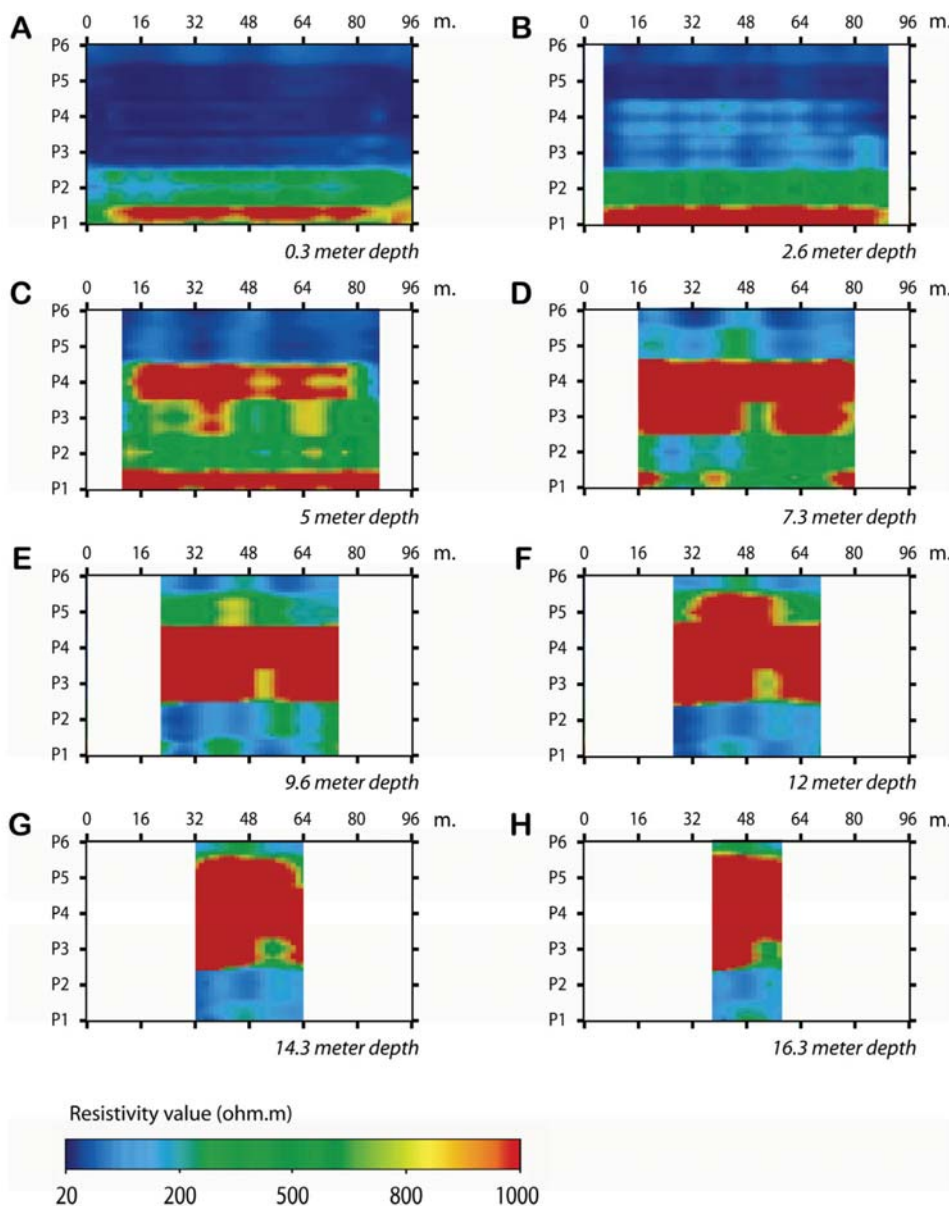 A 0 16 32 48 64 80 96 m.
P6
P5
P4
P3
P2
P1
0.3 meter depth
B 0 16 32 48 64 80 96 m.
P6
P5
P4
P3
P2
P1
2.6 meter depth
C 0 16 32 48 64 80 96 m.
P6
P5
P4
P3
P2
P1
5 meter depth
D 0 16 32 48 64 80 96 m.
P6
P5
P4
P3
P2
P1
7.3 meter depth
E 0 16 32 48 64 80 96 m.
P6
P5
P4
P3
P2
P1
9.6 meter depth
F 0 16 32 48 64 80 96 m.
P6
P5
P4
P3
P2
P1
12 meter depth
G 0 16 32 48 64 80 96 m.
P6
P5
P4
P3
P2
P1
14.3 meter depth
H 0 16 32 48 64 80 96 m.
P6
P5
P4
P3
P2
P1
16.3 meter depth
Resistivity value (ohm.m)
20 200 500 800 1000